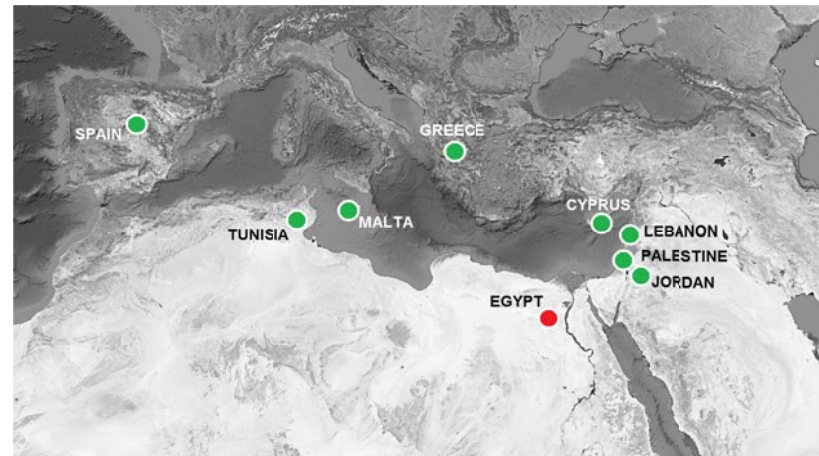 SPAIN
GREECE
CYPRUS
TUNISIA
MALTA
LEBANON
PALESTINE
JORDAN
EGYPT